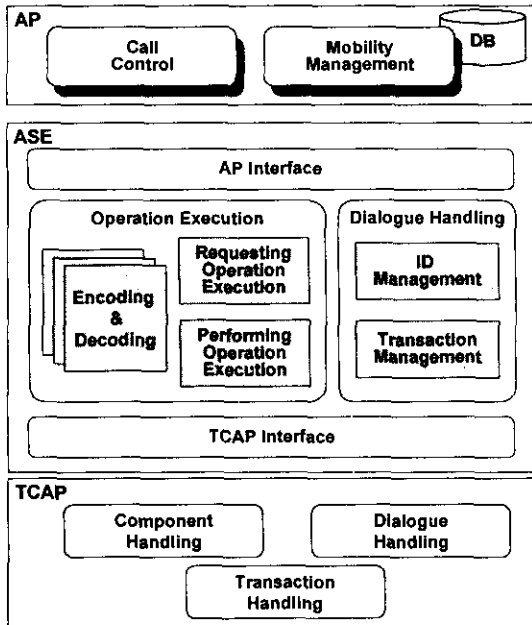 AP
Call
Control
Mobility
Management
DB
ASE
AP Interface
Operation Execution
Encoding
&
Decoding
Requesting
Operation
Execution
Performing
Operation
Execution
Dialogue Handling
ID
Management
Transaction
Management
TCAP Interface
TCAP
Component
Handling
Dialogue
Handling
Transaction
Handling